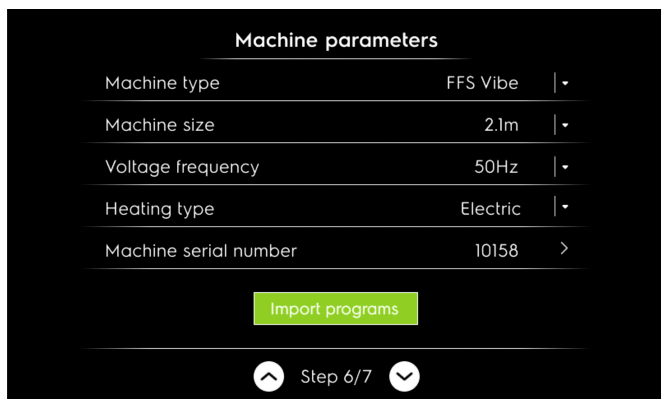 Machine parameters
Machine type FFS Vibe
Machine size 2.1m
Voltage frequency 50Hz
Heating type Electric
Machine serial number 10158
Import programs
Step 6/7